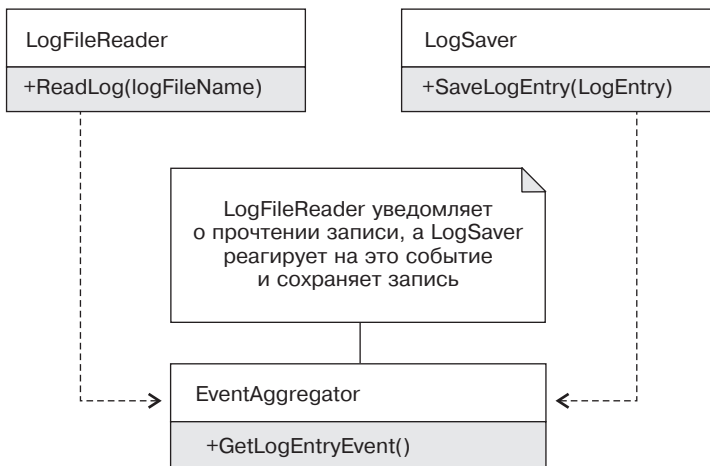 LogFileReader
+ReadLog(logFileName)
LogSaver
+SaveLogEntry(LogEntry)
LogFileReader уведомляет
о прочтении записи, а LogSaver
реагирует на это событие
и сохраняет запись
EventAggregator
+GetLogEntryEvent()